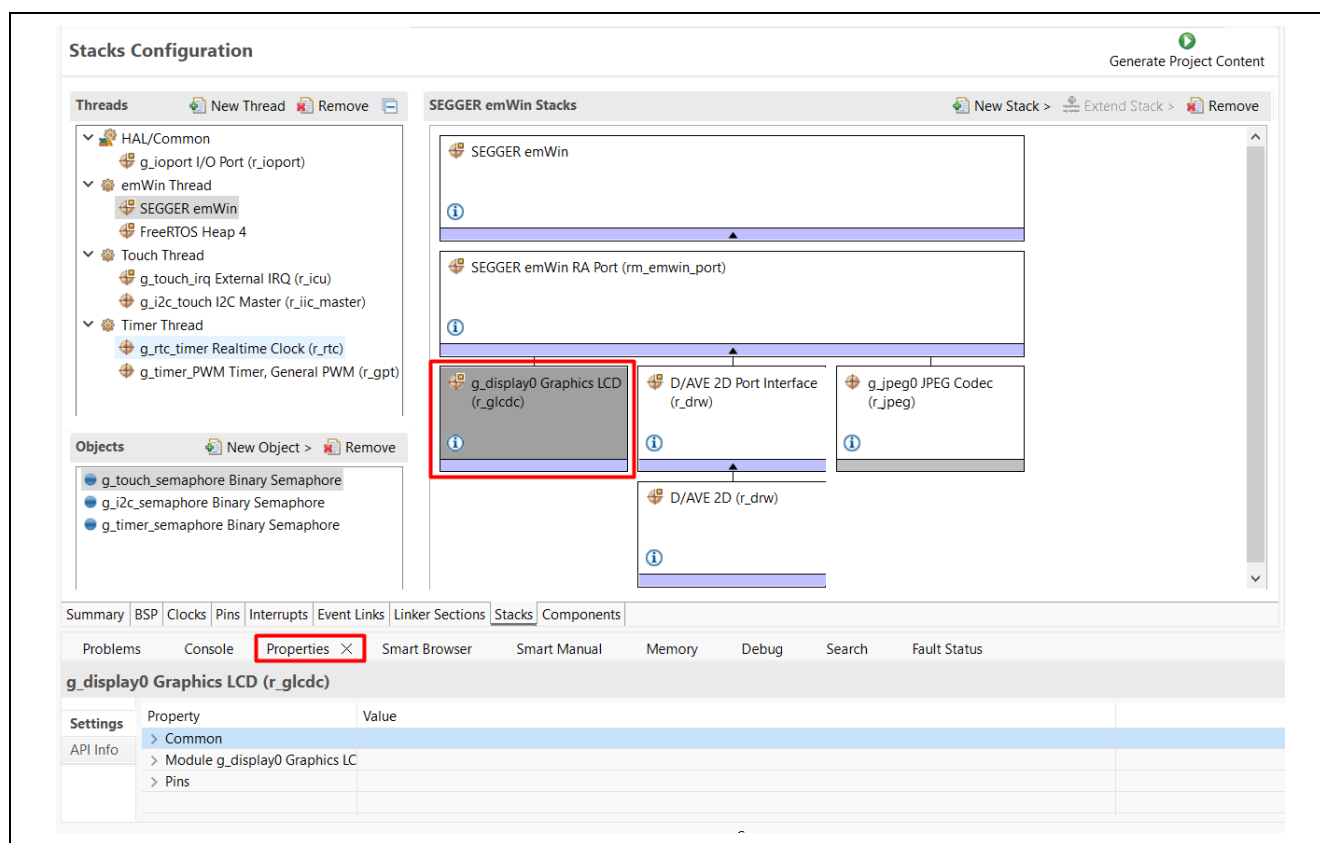 Stacks Configuration
Generate Project Content
Threads
New Thread
Remove
SEGGER emWin Stacks
New Stack >
Extend Stack >
Remove
HAL/Common
g_ioport I/O Port (r_ioport)
emWin Thread
SEGGER emWin
FreeRTOS Heap 4
Touch Thread
g_touch_irq External IRQ (r_icu)
g_i2c_touch I2C Master (r_iic_master)
Timer Thread
g_rtc_timer Realtime Clock (r_rtc)
g_timer_PWM Timer, General PWM (r_gpt)
Objects
New Object >
Remove
g_touch_semaphore Binary Semaphore
g_i2c_semaphore Binary Semaphore
g_timer_semaphore Binary Semaphore
SEGGER emWin
SEGGER emWin RA Port (rm_emwin_port)
g_display0 Graphics LCD
(r_glcdc)
D/AVE 2D Port Interface
(r_drw)
g_jpeg0 JPEG Codec
(r_jpeg)
D/AVE 2D (r_drw)
Summary BSP Clocks Pins Interrupts Event Links Linker Sections Stacks Components
Problems Console Properties Smart Browser Smart Manual Memory Debug Search Fault Status
g_display0 Graphics LCD (r_glcdc)
Settings
API Info
Property Value
Common
Module g_display0 Graphics LC
Pins